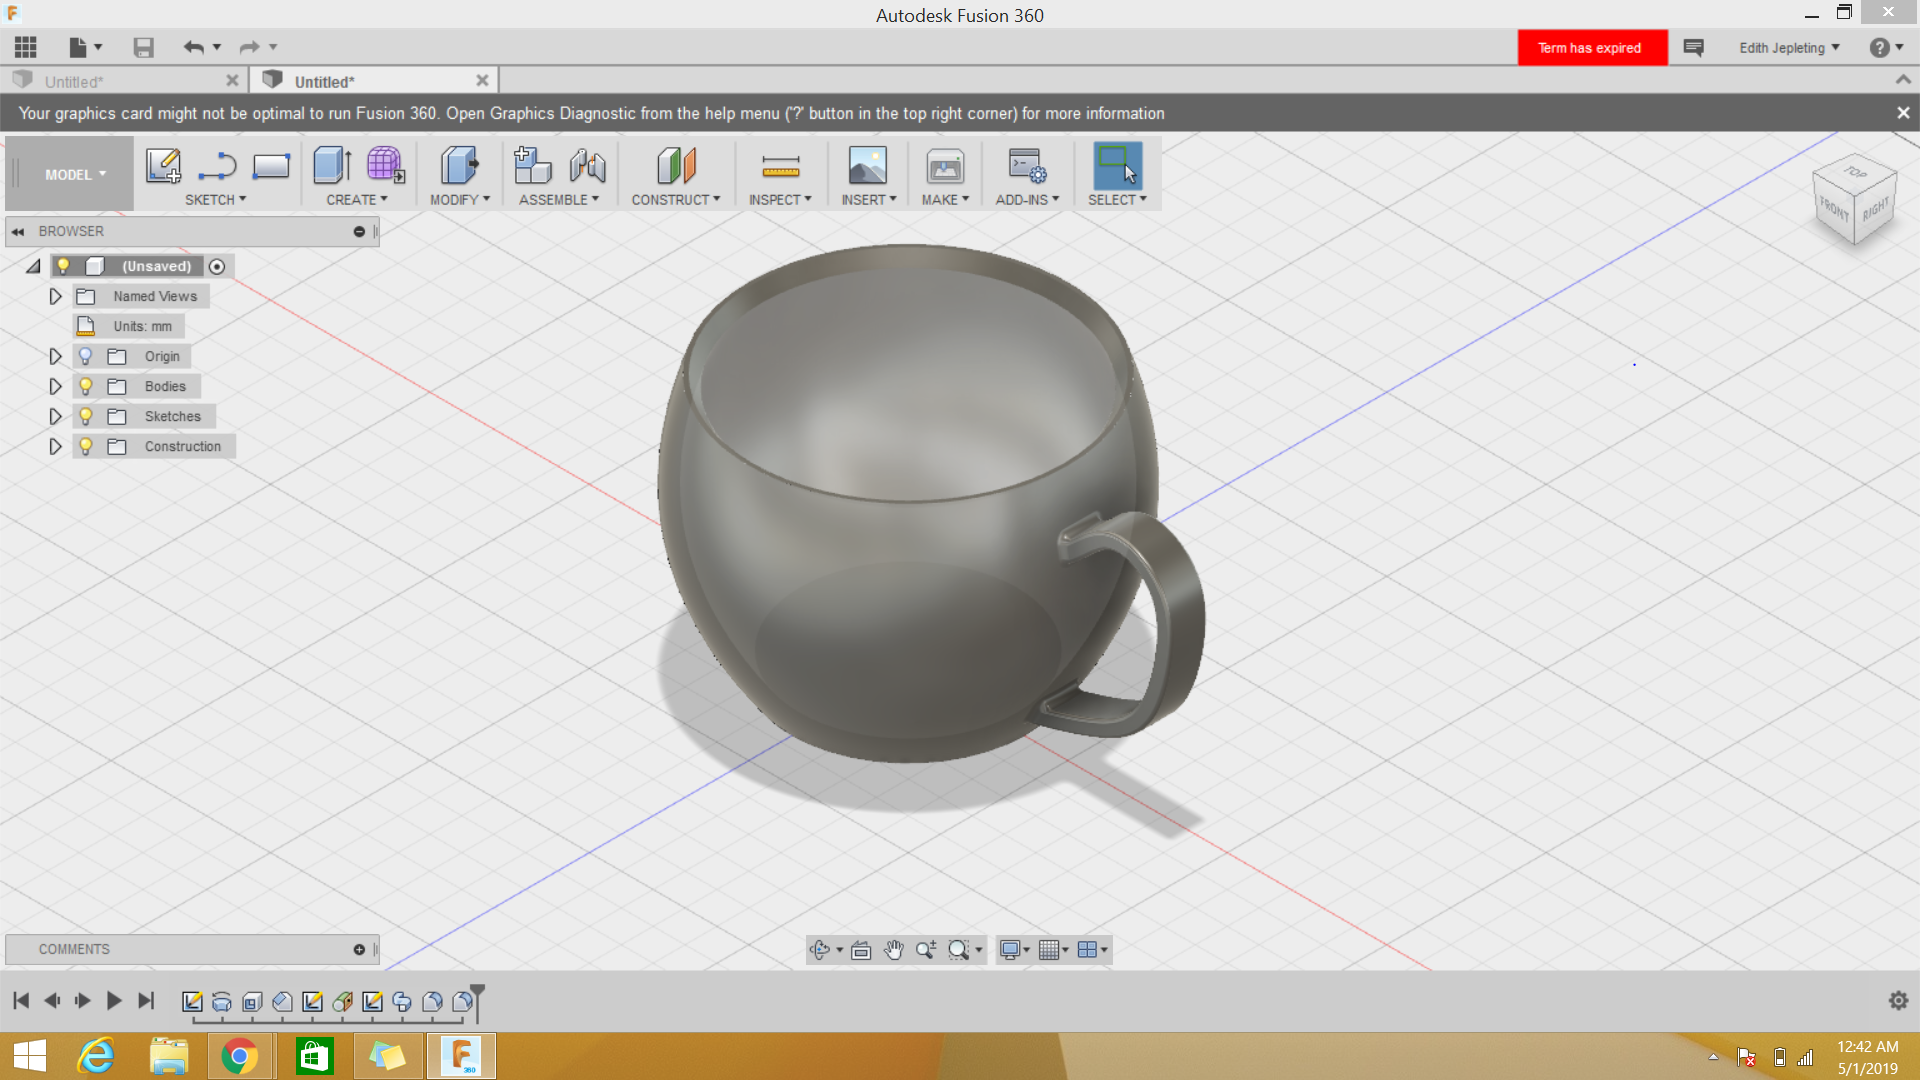 Autodesk Fusion 360
Term has expired
Edith Jepleting
?
Untitled*
Untitled*
Your graphics card might not be optimal to run Fusion 360. Open Graphics Diagnostic from the help menu ('?' button in the top right corner) for more information
MODEL
SKETCH
CREATE
MODIFY
ASSEMBLE
CONSTRUCT
INSPECT
INSERT
MAKE
ADD-INS
SELECT
TOP
FRONT
RIGHT
BROWSER
(Unsaved)
Named Views
Units: mm
Origin
Bodies
Sketches
Construction
COMMENTS
360
12:42 AM
5/1/2019